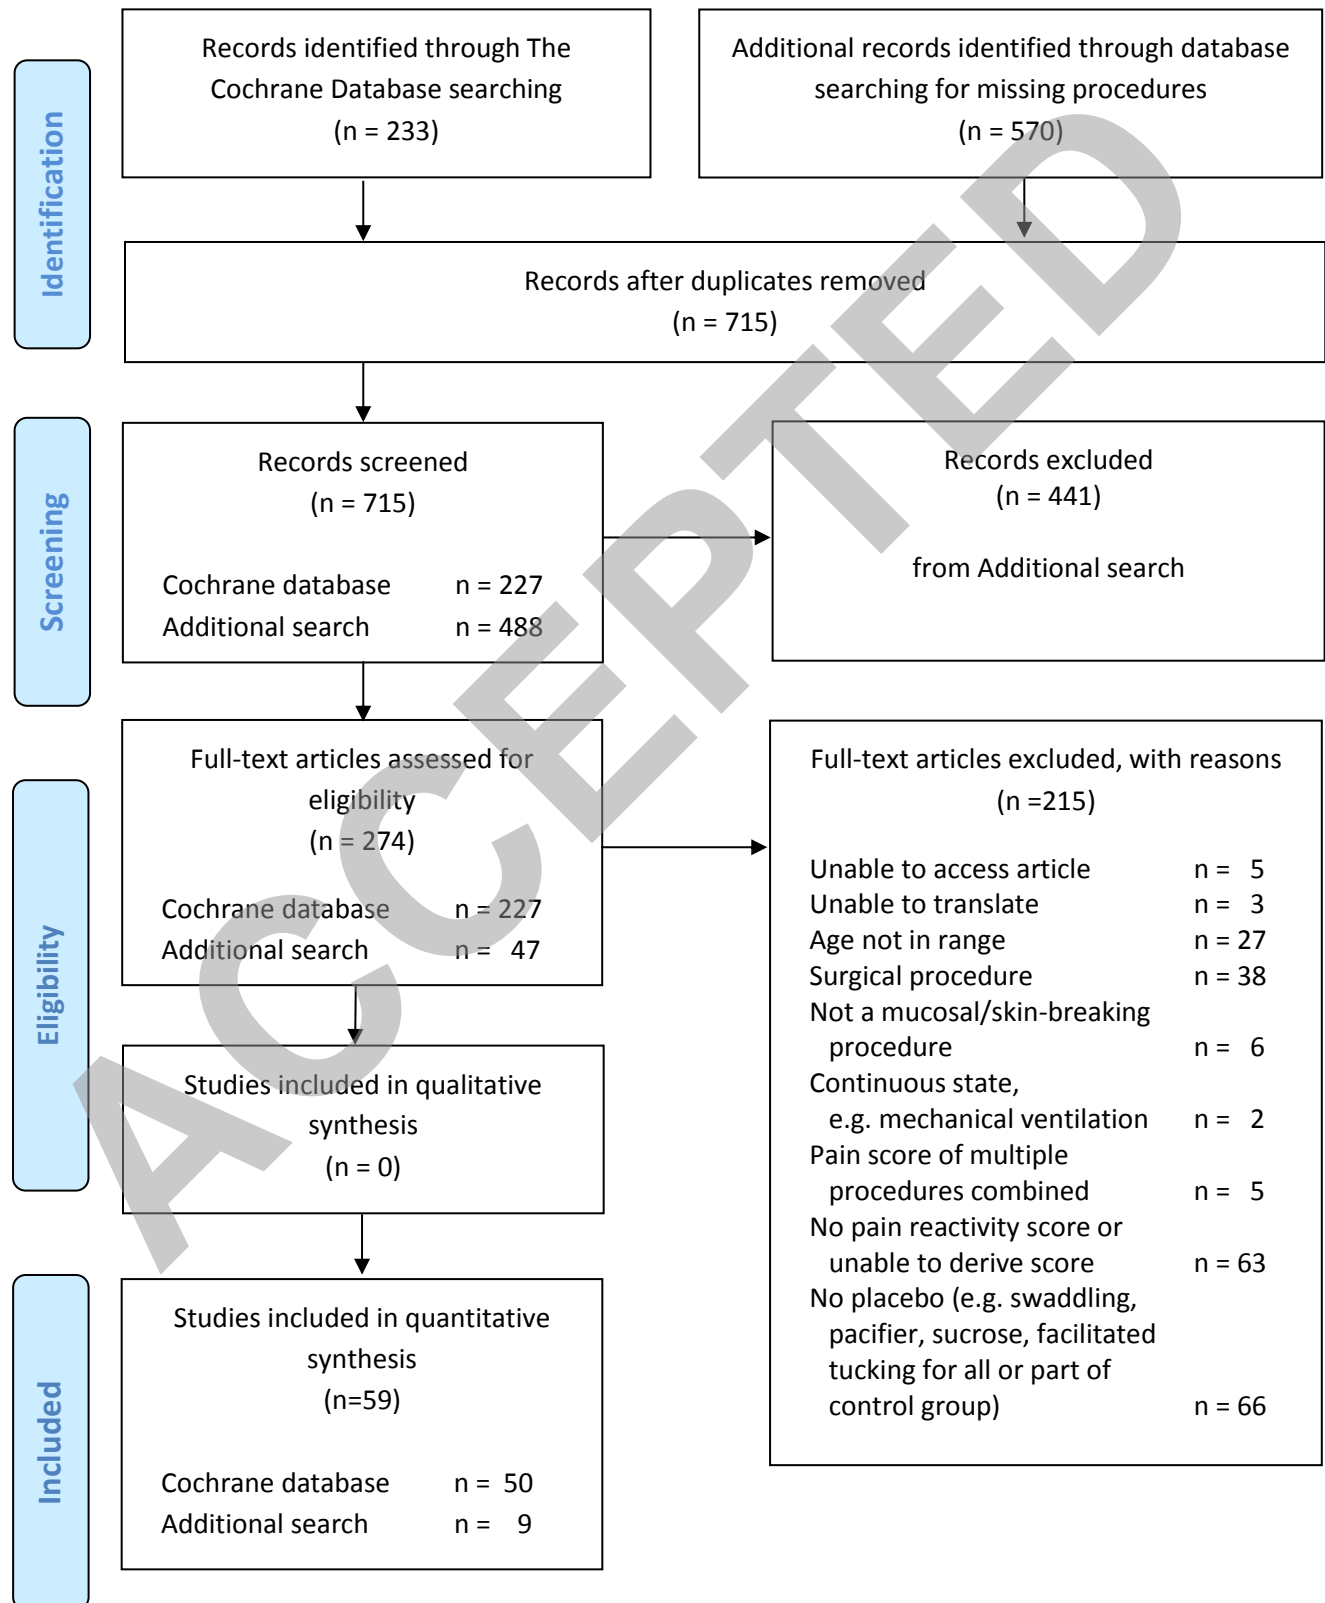 Identification
Records identified through The
Cochrane Database searching
(n = 233)
Additional records identified through database
searching for missing procedures
(n = 570)
Records after duplicates removed
(n = 715)
Screening
Records screened
(n = 715)
Cochrane database n = 227
Additional search n = 488
Records excluded
(n = 441)
from Additional search
Eligibility
Full-text articles assessed for
eligibility
(n = 274)
Cochrane database n = 227
Additional search n = 47
Full-text articles excluded, with reasons
(n =215)
Unable to access article n = 5
Unable to translate n = 3
Age not in range n = 27
Surgical procedure n = 38
Not a mucosal/skin-breaking
procedure n = 6
Continuous state,
e.g. mechanical ventilation n = 2
Pain score of multiple
procedures combined n = 5
No pain reactivity score or
unable to derive score n = 63
No placebo (e.g. swaddling,
pacifier, sucrose, facilitated
tucking for all or part of
control group) n = 66
Studies included in qualitative
synthesis
(n = 0)
Included
Studies included in quantitative
synthesis
(n=59)
Cochrane database n = 50
Additional search n = 9
ACCEPTED